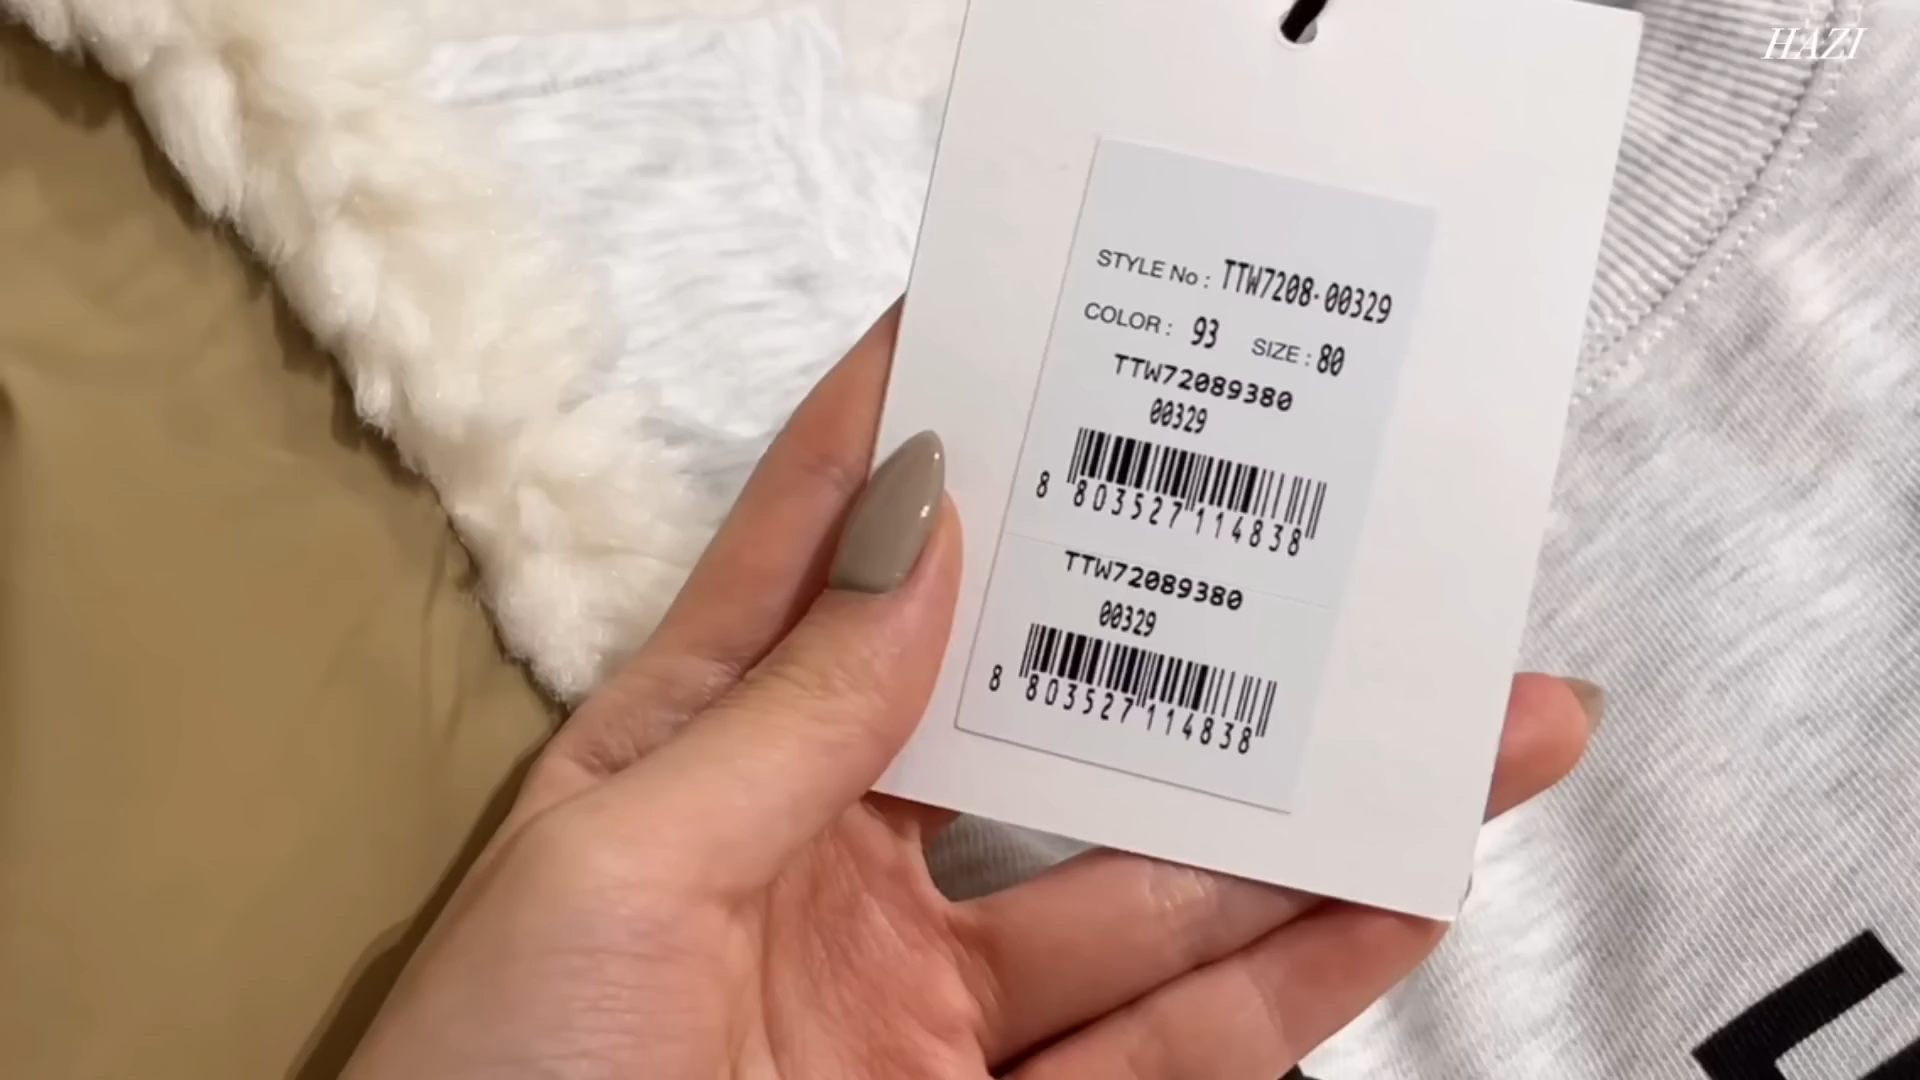 HAZI
STYLE No : TTW7208-00329
COLOR : 93 SIZE : 80
TTW72089380
00329
8 803527 114838
TTW72089380
00329
8 803527 114838